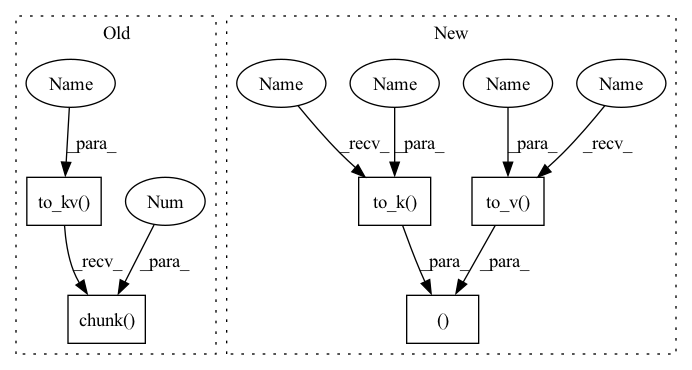 Old
New
Name
Name
Name
Name
Name
_para_
_recv_
_para_
_para_
_recv_
to_kv()
Num
to_k()
to_v()
_recv_
_para_
_para_
_para_
chunk()
()